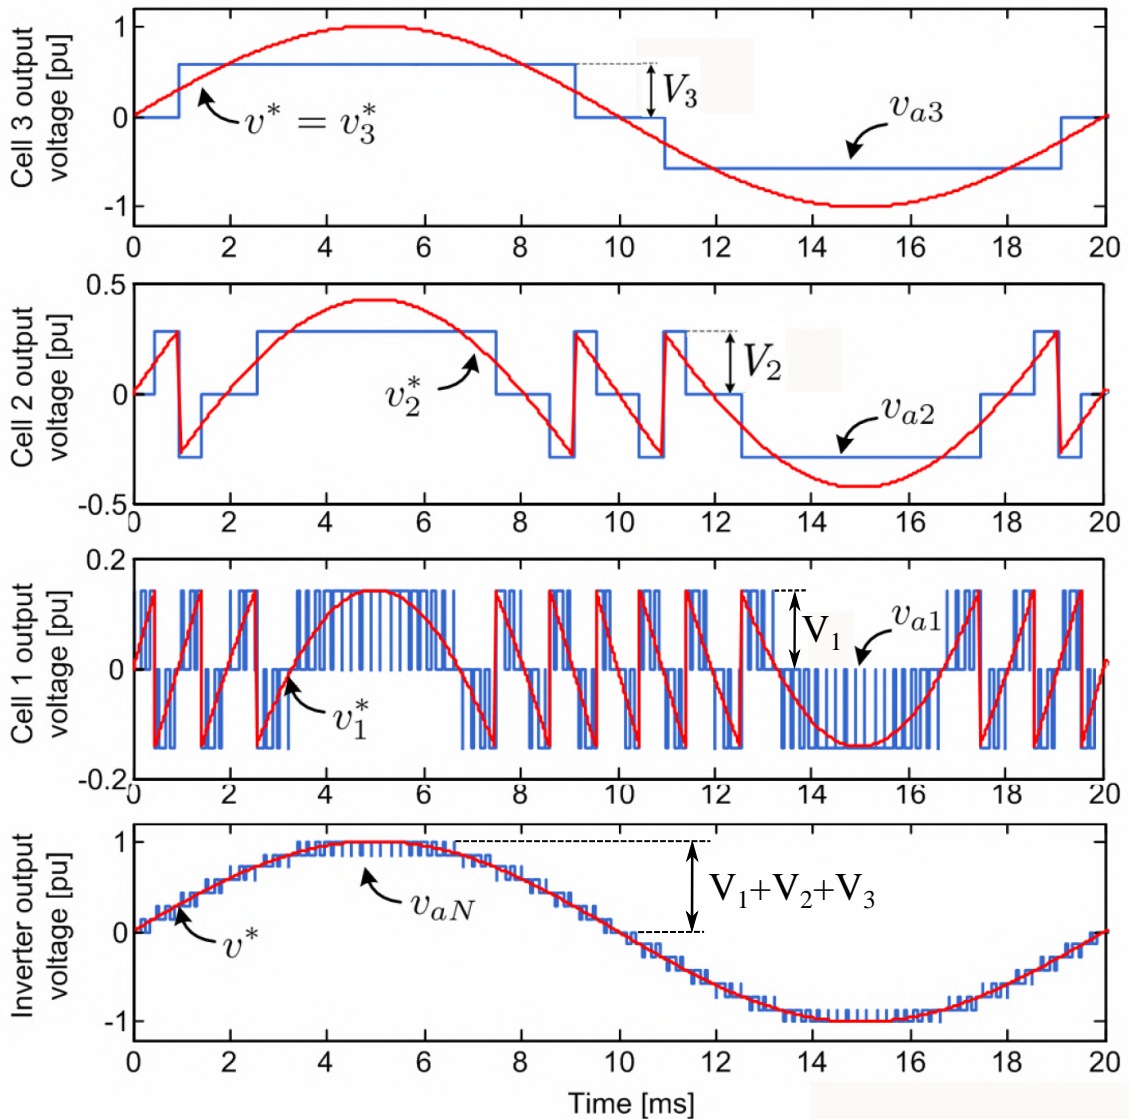 Cell 3 output
voltage [pu]
1
0
-1
v* = v*3
V3
va3
0 2 4 6 8 10 12 14 16 18 20
Cell 2 output
voltage [pu]
0.5
0
-0.5
v*2
V2
va2
0 2 4 6 8 10 12 14 16 18 20
Cell 1 output
voltage [pu]
0.2
0
-0.2
v*1
V1
va1
0 2 4 6 8 10 12 14 16 18 20
Inverter output
voltage [pu]
1
0
-1
v*
vaN
V1+V2+V3
0 2 4 6 8 10 12 14 16 18 20
Time [ms]